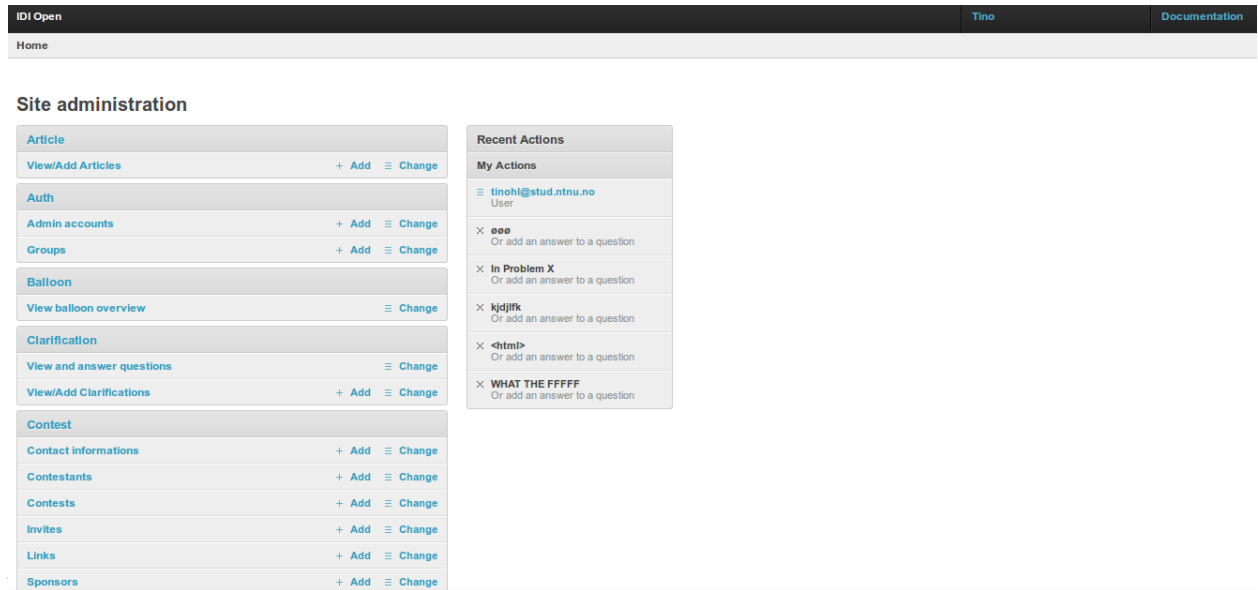 IDI Open Tino Documentation
Home
Site administration
Article
View/Add Articles + Add Change
Auth
Admin accounts + Add Change
Groups + Add Change
Balloon
View balloon overview Change
Clarification
View and answer questions Change
View/Add Clarifications + Add Change
Contest
Contact informations + Add Change
Contestants + Add Change
Contests + Add Change
Invites + Add Change
Links + Add Change
Sponsors + Add Change
Recent Actions
My Actions
tinohl@stud.ntnu.no
User
øøø
Or add an answer to a question
In Problem X
Or add an answer to a question
kjdjlfk
Or add an answer to a question
<html>
Or add an answer to a question
WHAT THE FFFFF
Or add an answer to a question